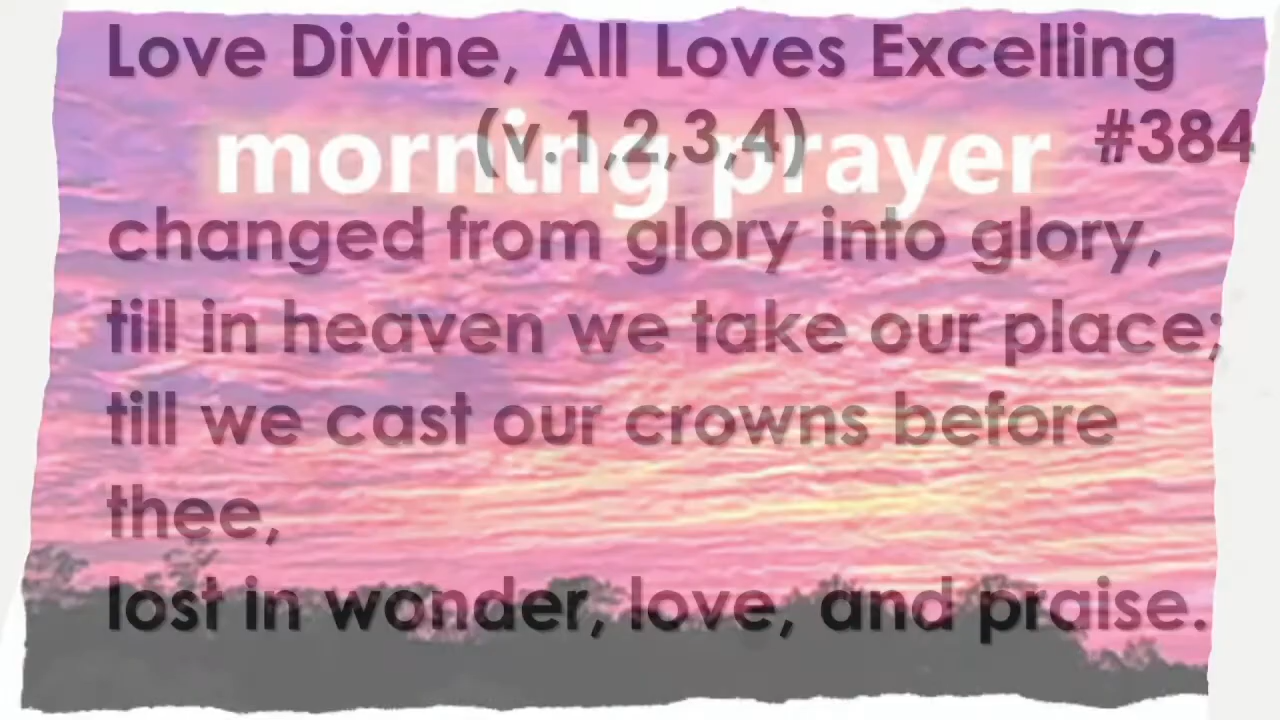 Love Divine, All Loves Excelling
(v.1,2,3,4) #384
morning prayer
changed from glory into glory,
till in heaven we take our place;
till we cast our crowns before
thee,
lost in wonder, love, and praise.